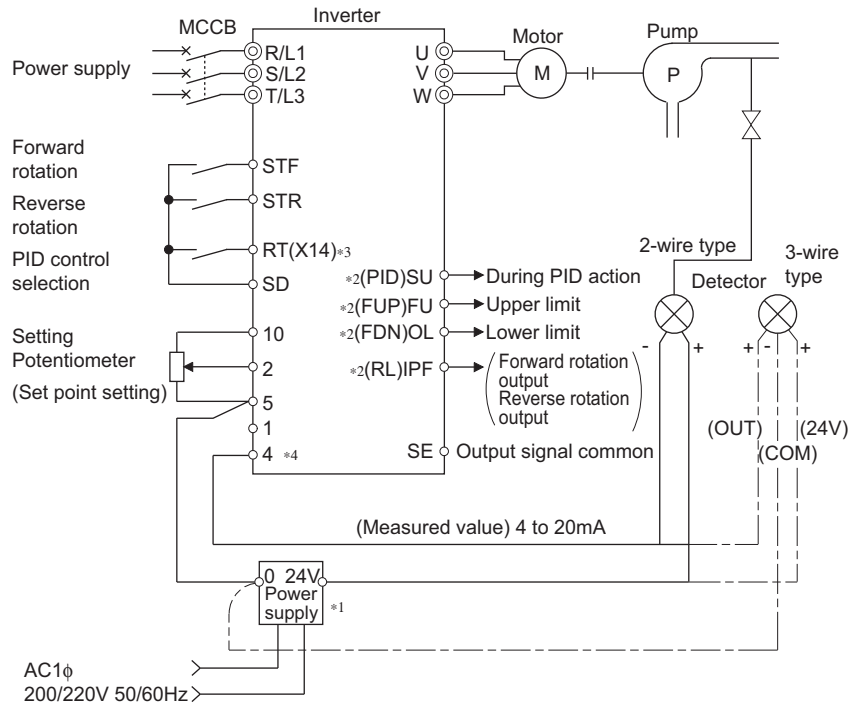 Inverter
MCCB
Motor
Pump
Power supply
R/L1
S/L2
T/L3
U
V
W
M
P
Forward
rotation
Reverse
rotation
PID control
selection
STF
STR
RT(X14)*3
SD
2-wire type
3-wire
type
Detector
*2(PID)SU
During PID action
*2(FUP)FU
Upper limit
*2(FDN)OL
Lower limit
*2(RL)IPF
Forward rotation
output
Reverse rotation
output
- +
+ - +
Setting
Potentiometer
(Set point setting)
10
2
5
1
4 *4
SE
Output signal common
(OUT)
(24V)
(COM)
(Measured value) 4 to 20mA
0 24V
Power
supply
*1
AC1ϕ
200/220V 50/60Hz